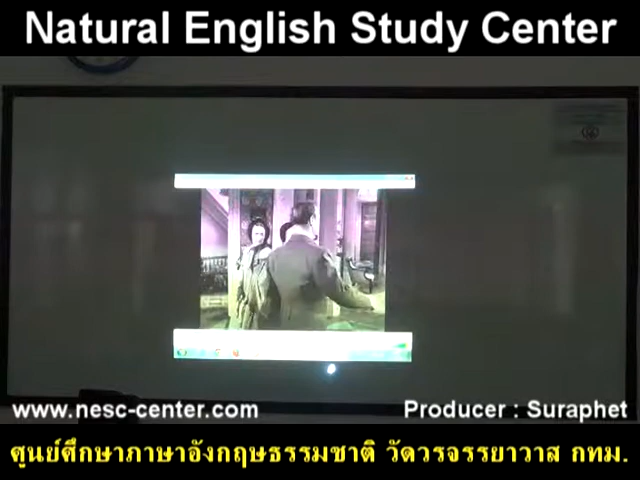 Natural English Study Center
www.nesc-center.com
Producer : Suraphet
ศูนย์ศึกษาภาษาอังกฤษธรรมชาติ วัดวรจรรยาวาส กทม.